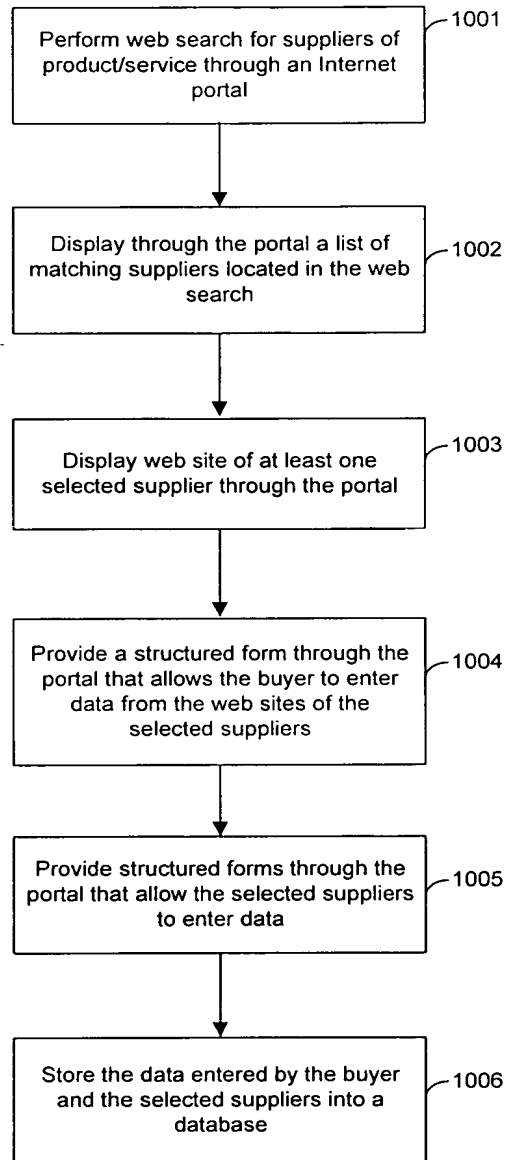 Perform web search for suppliers of
product/service through an Internet
portal
1001
Display through the portal a list of
matching suppliers located in the web
search
1002
Display web site of at least one
selected supplier through the portal
1003
Provide a structured form through the
portal that allows the buyer to enter
data from the web sites of the
selected suppliers
1004
Provide structured forms through the
portal that allow the selected suppliers
to enter data
1005
Store the data entered by the buyer
and the selected suppliers into a
database
1006